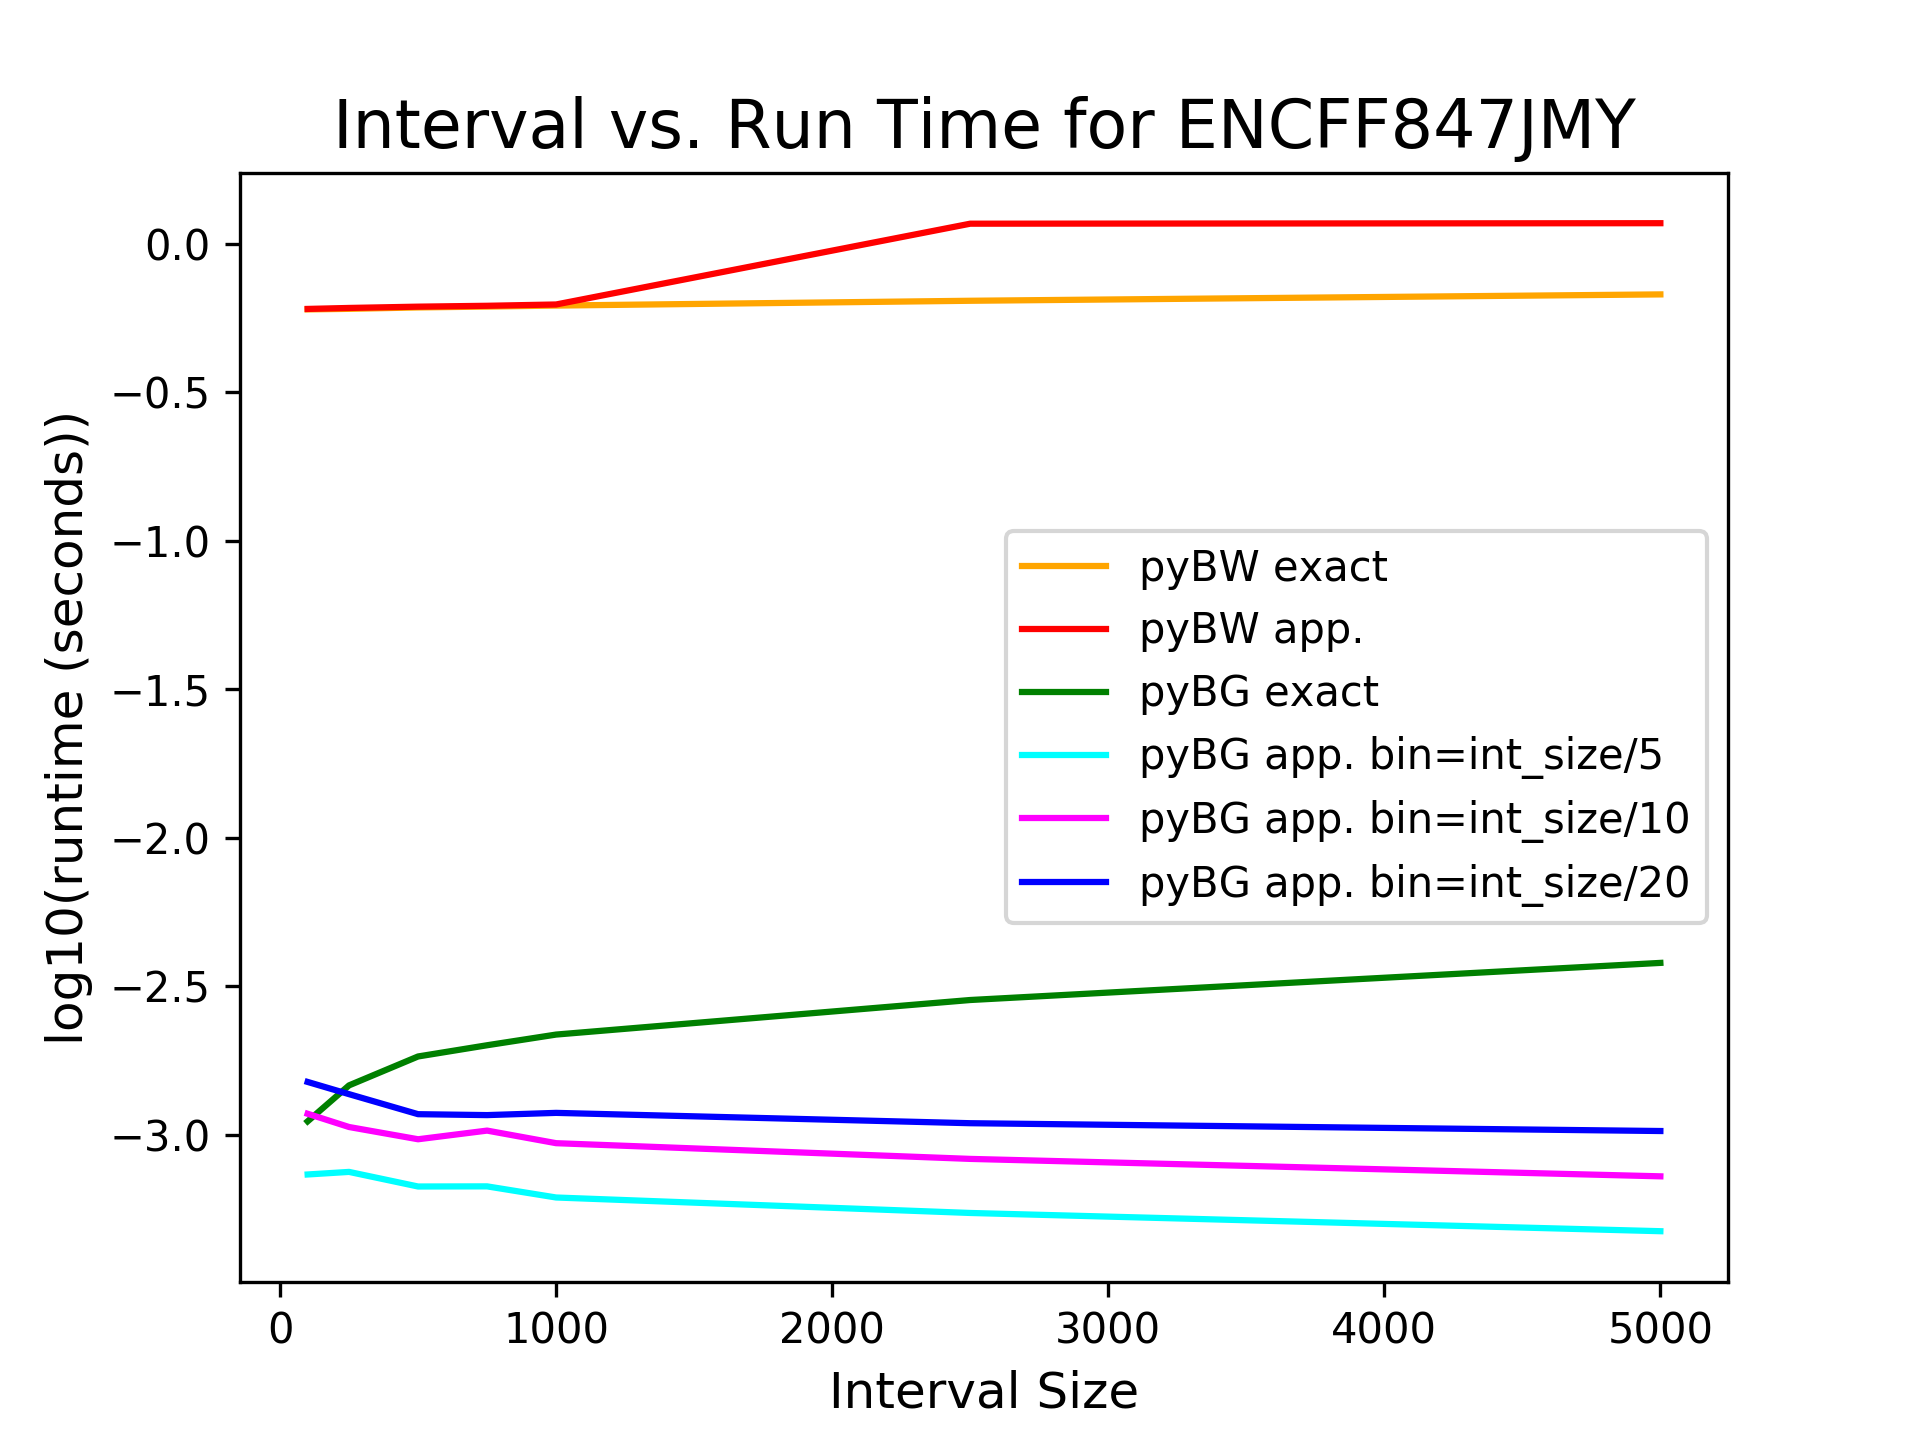 Interval vs. Run Time for ENCFF847JMY
log10(runtime (seconds))
0.0
−0.5
−1.0
−1.5
−2.0
−2.5
−3.0
pyBW exact
pyBW app.
pyBG exact
pyBG app. bin=int_size/5
pyBG app. bin=int_size/10
pyBG app. bin=int_size/20
0 1000 2000 3000 4000 5000
Interval Size